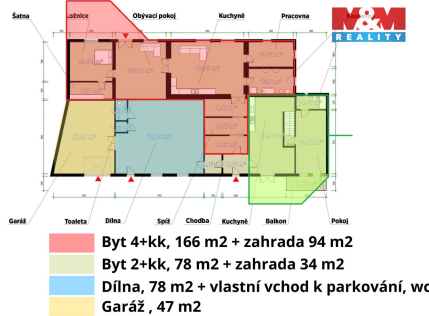 Šatna
Ložnice
Obývací pokoj
Kuchyně
Pracovna
M&M
REALITY
Garáž
Toaleta
Dílna
Spíž
Chodba
Kuchyně
Balkon
Pokoj
Byt 4+kk, 166 m2 + zahrada 94 m2
Byt 2+kk, 78 m2 + zahrada 34 m2
Dílna, 78 m2 + vlastní vchod k parkování, wc
Garáž , 47 m2